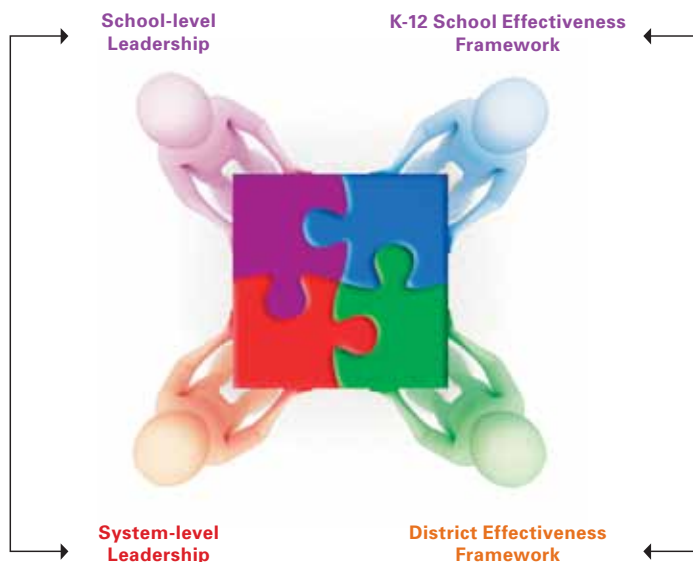 School-level
Leadership
K-12 School Effectiveness
Framework
System-level
Leadership
District Effectiveness
Framework